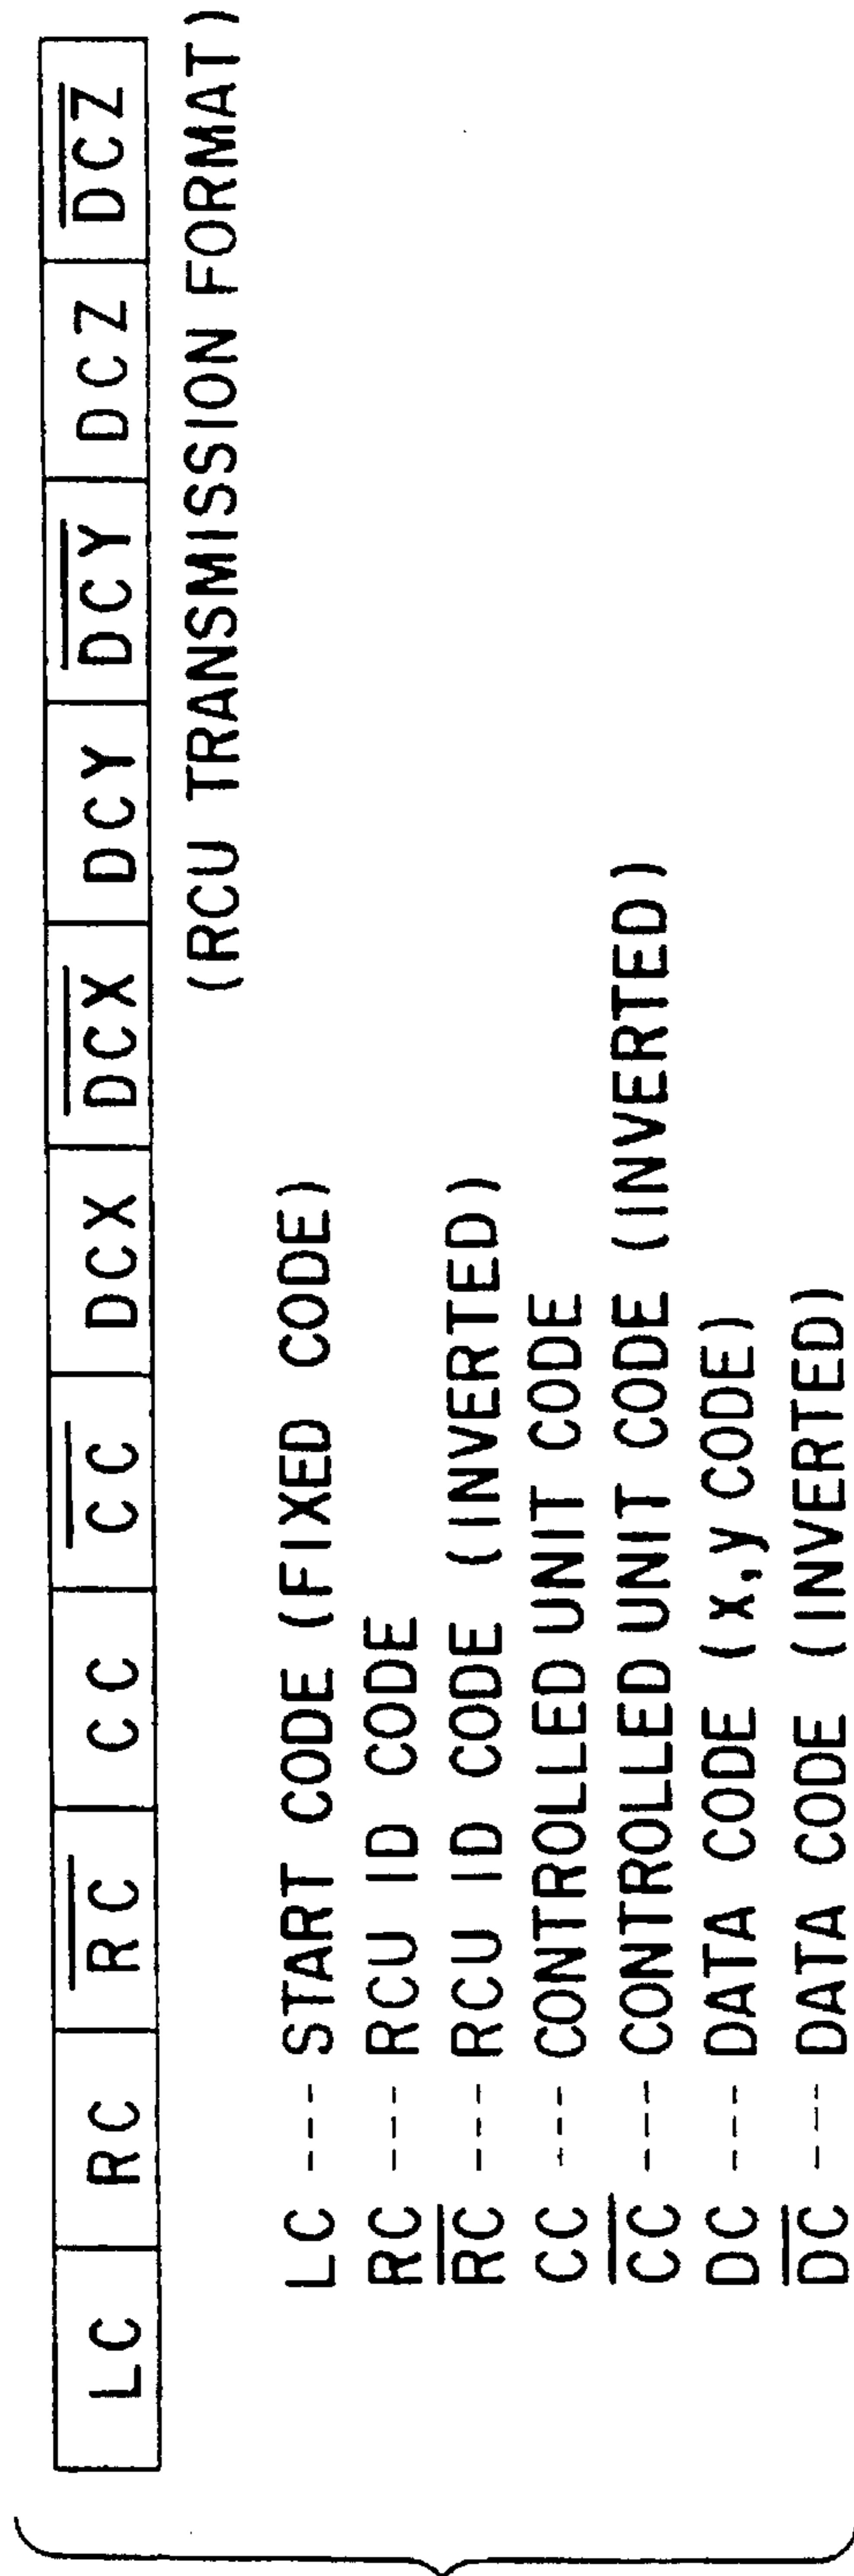 LC RC R̅C̅ CC C̅C̅ DCX D̅C̅X̅ DCY D̅C̅Y̅ DCZ D̅C̅Z̅
(RCU TRANSMISSION FORMAT)
LC --- START CODE (FIXED CODE)
RC --- RCU ID CODE
R̅C̅ --- RCU ID CODE (INVERTED)
CC --- CONTROLLED UNIT CODE
C̅C̅ --- CONTROLLED UNIT CODE (INVERTED)
DC --- DATA CODE (x,y CODE)
D̅C̅ --- DATA CODE (INVERTED)